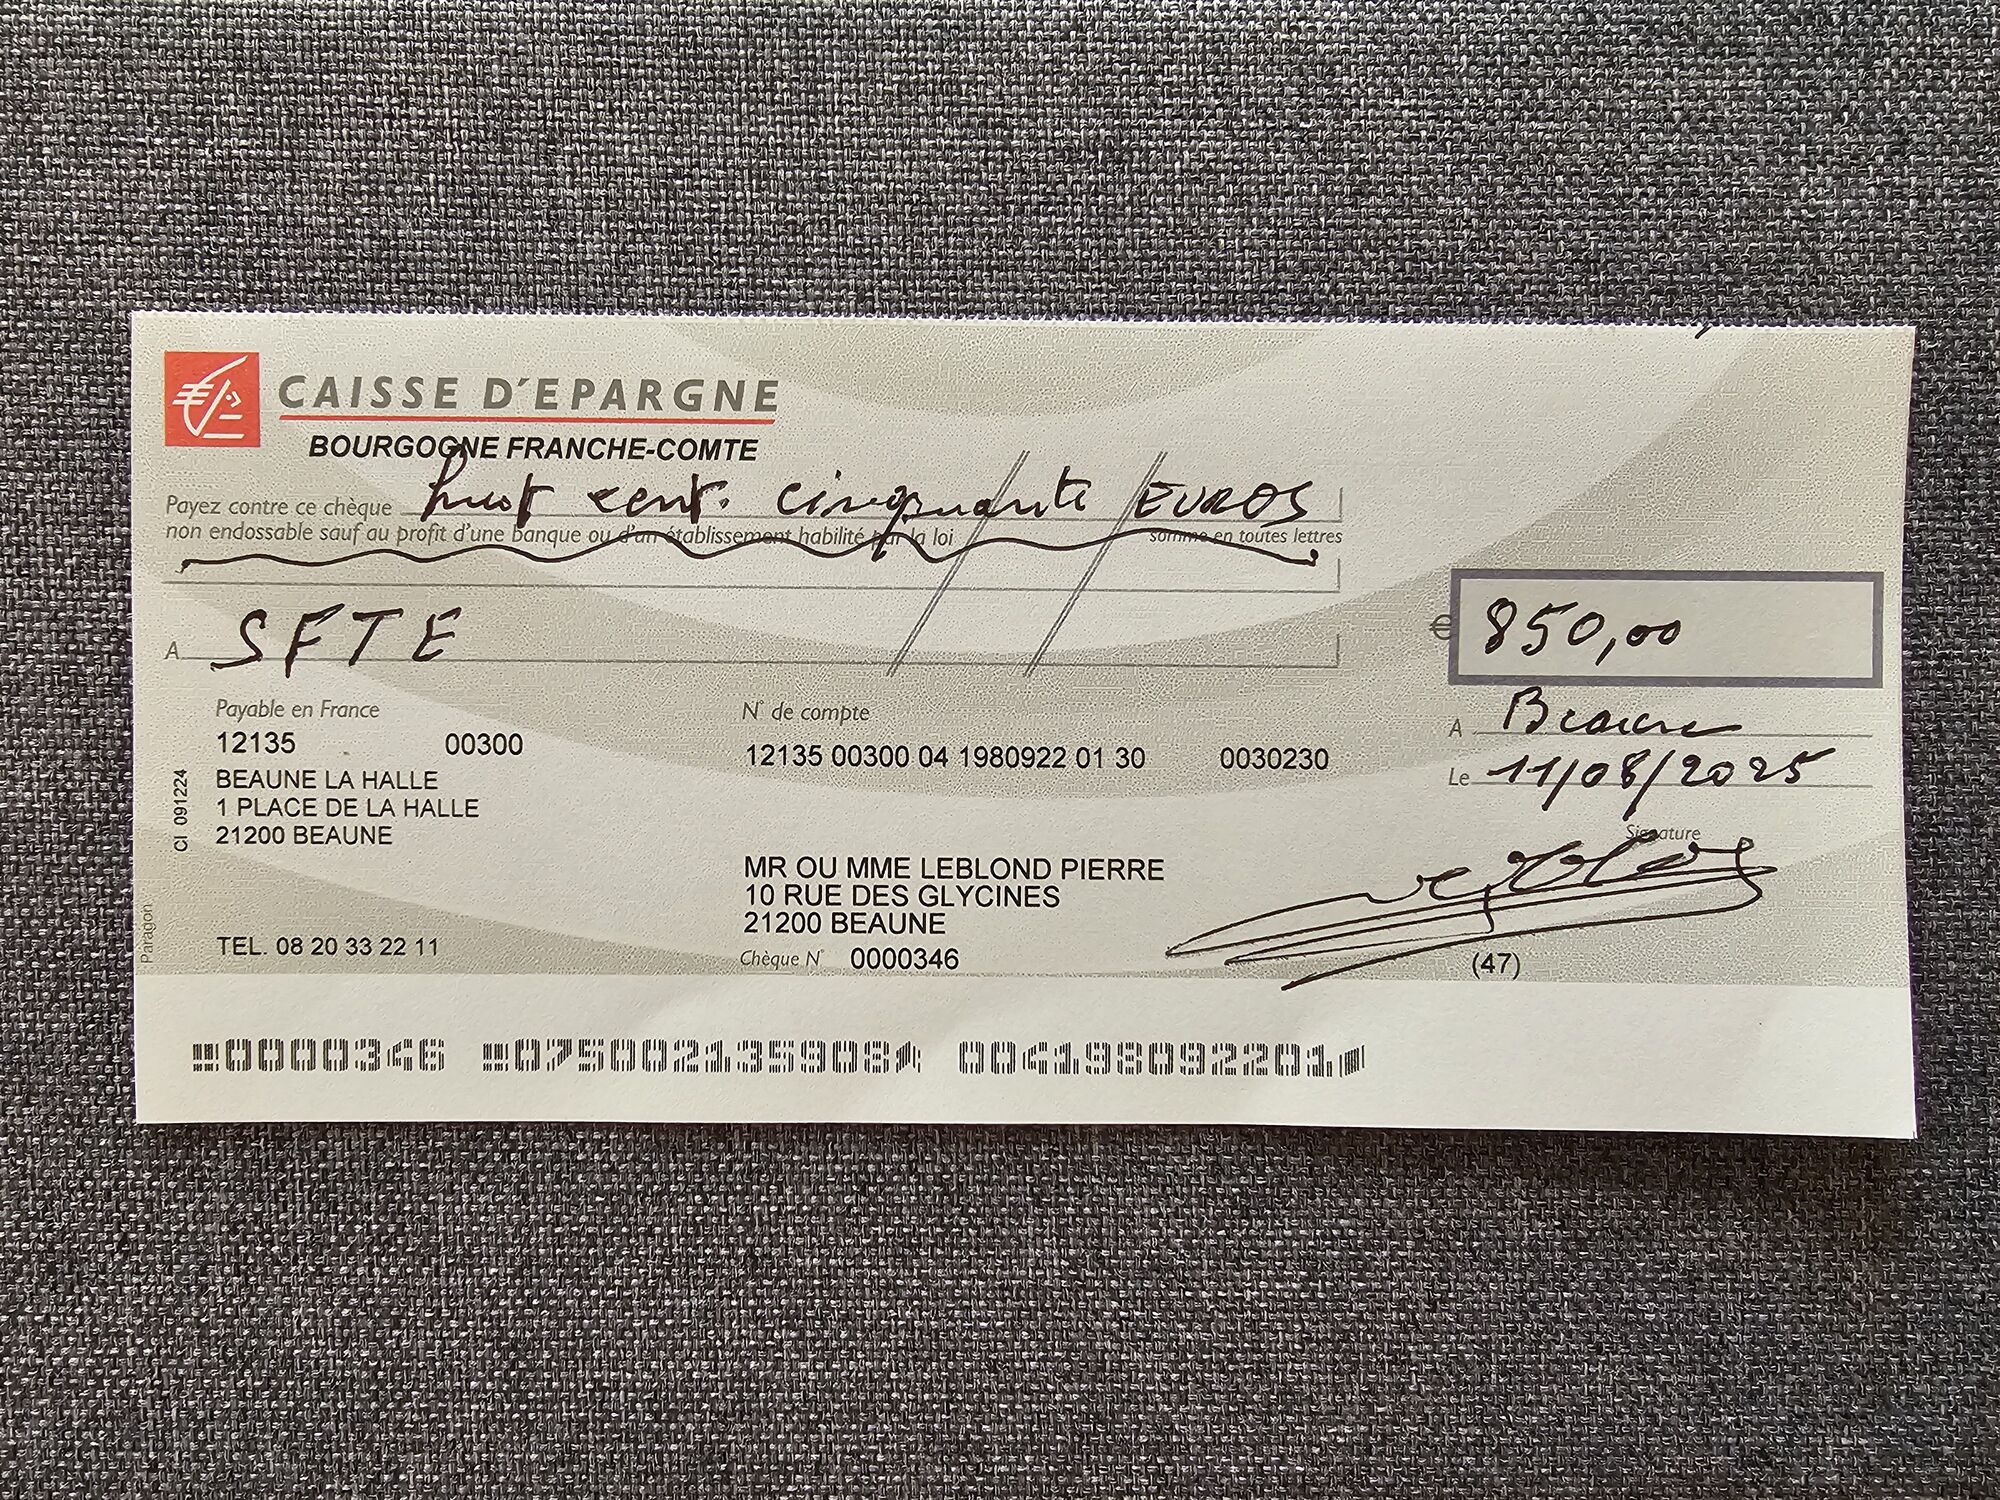 CAISSE D'EPARGNE
BOURGOGNE FRANCHE-COMTE
Payez contre ce chèque huit cent cinquante EUROS
non endossable sauf au profit d'une banque ou d'un établissement habilité par la loi somme en toutes lettres
€ 850,00
A SFTE
Payable en France
N° de compte
A Beaune
12135 00300
12135 00300 04 1980922 01 30 0030230
Le 11/08/2025
BEAUNE LA HALLE
1 PLACE DE LA HALLE
21200 BEAUNE
CI 091224
Signature
MR OU MME LEBLOND PIERRE
10 RUE DES GLYCINES
21200 BEAUNE
Paragon
TEL. 08 20 33 22 11
Chèque N° 0000346
(47)
0000346 075002135908 004198092201